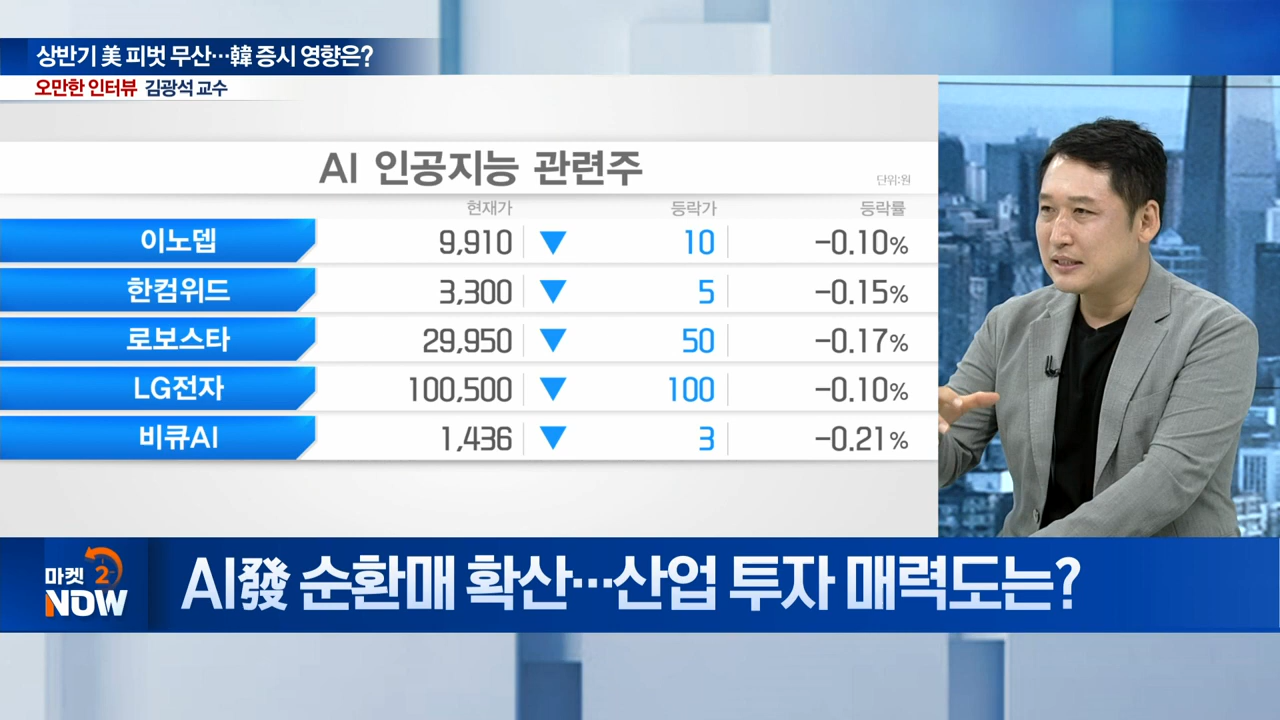 상반기 美 피벗 무산…韓 증시 영향은?
오만한 인터뷰 김광석 교수
AI 인공지능 관련주
단위:원
현재가 등락가 등락률
이노뎁 9,910 ▼ 10 -0.10%
한컴위드 3,300 ▼ 5 -0.15%
로보스타 29,950 ▼ 50 -0.17%
LG전자 100,500 ▼ 100 -0.10%
비큐AI 1,436 ▼ 3 -0.21%
마켓 2
NOW
AI發 순환매 확산…산업 투자 매력도는?